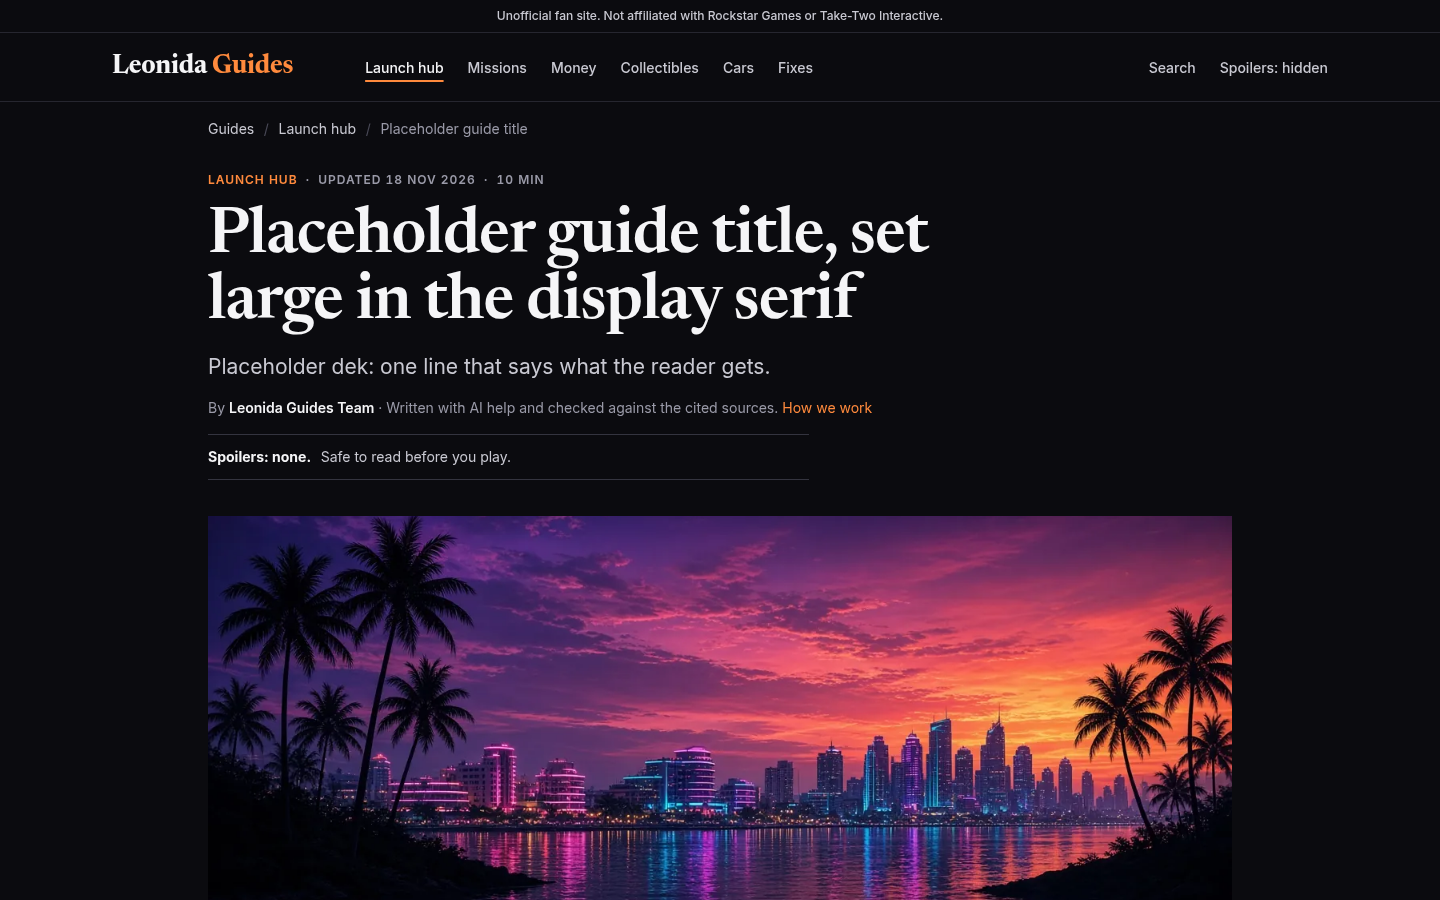 Unofficial fan site. Not affiliated with Rockstar Games or Take-Two Interactive.
Leonida Guides Launch hub Missions Money Collectibles Cars Fixes Search Spoilers: hidden
Guides / Launch hub / Placeholder guide title
LAUNCH HUB · UPDATED 18 NOV 2026 · 10 MIN
Placeholder guide title, set
large in the display serif
Placeholder dek: one line that says what the reader gets.
By Leonida Guides Team · Written with AI help and checked against the cited sources. How we work
Spoilers: none. Safe to read before you play.